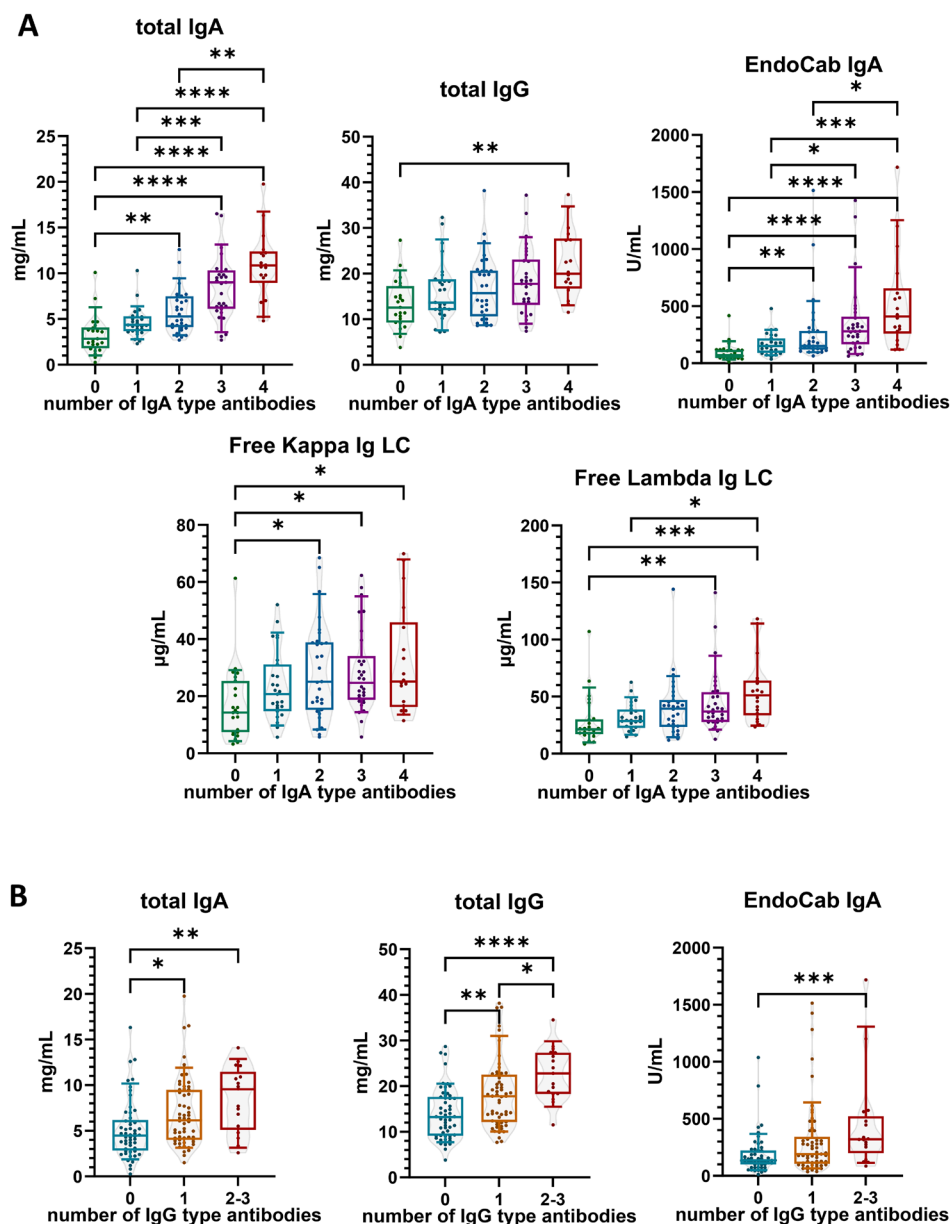 A
total IgA
**
****
***
****
****
**
25
20
15
10
5
0
mg/mL
0 1 2 3 4
number of IgA type antibodies
total IgG
**
50
40
30
20
10
0
mg/mL
0 1 2 3 4
number of IgA type antibodies
EndoCab IgA
*
***
*
****
****
**
2000
1500
1000
500
0
U/mL
0 1 2 3 4
number of IgA type antibodies
Free Kappa Ig LC
*
*
*
80
60
40
20
0
µg/mL
0 1 2 3 4
number of IgA type antibodies
Free Lambda Ig LC
*
***
**
200
150
100
50
0
µg/mL
0 1 2 3 4
number of IgA type antibodies
B
total IgA
**
*
25
20
15
10
5
0
mg/mL
0 1 2-3
number of IgG type antibodies
total IgG
****
*
**
50
40
30
20
10
0
mg/mL
0 1 2-3
number of IgG type antibodies
EndoCab IgA
***
2000
1500
1000
500
0
U/mL
0 1 2-3
number of IgG type antibodies